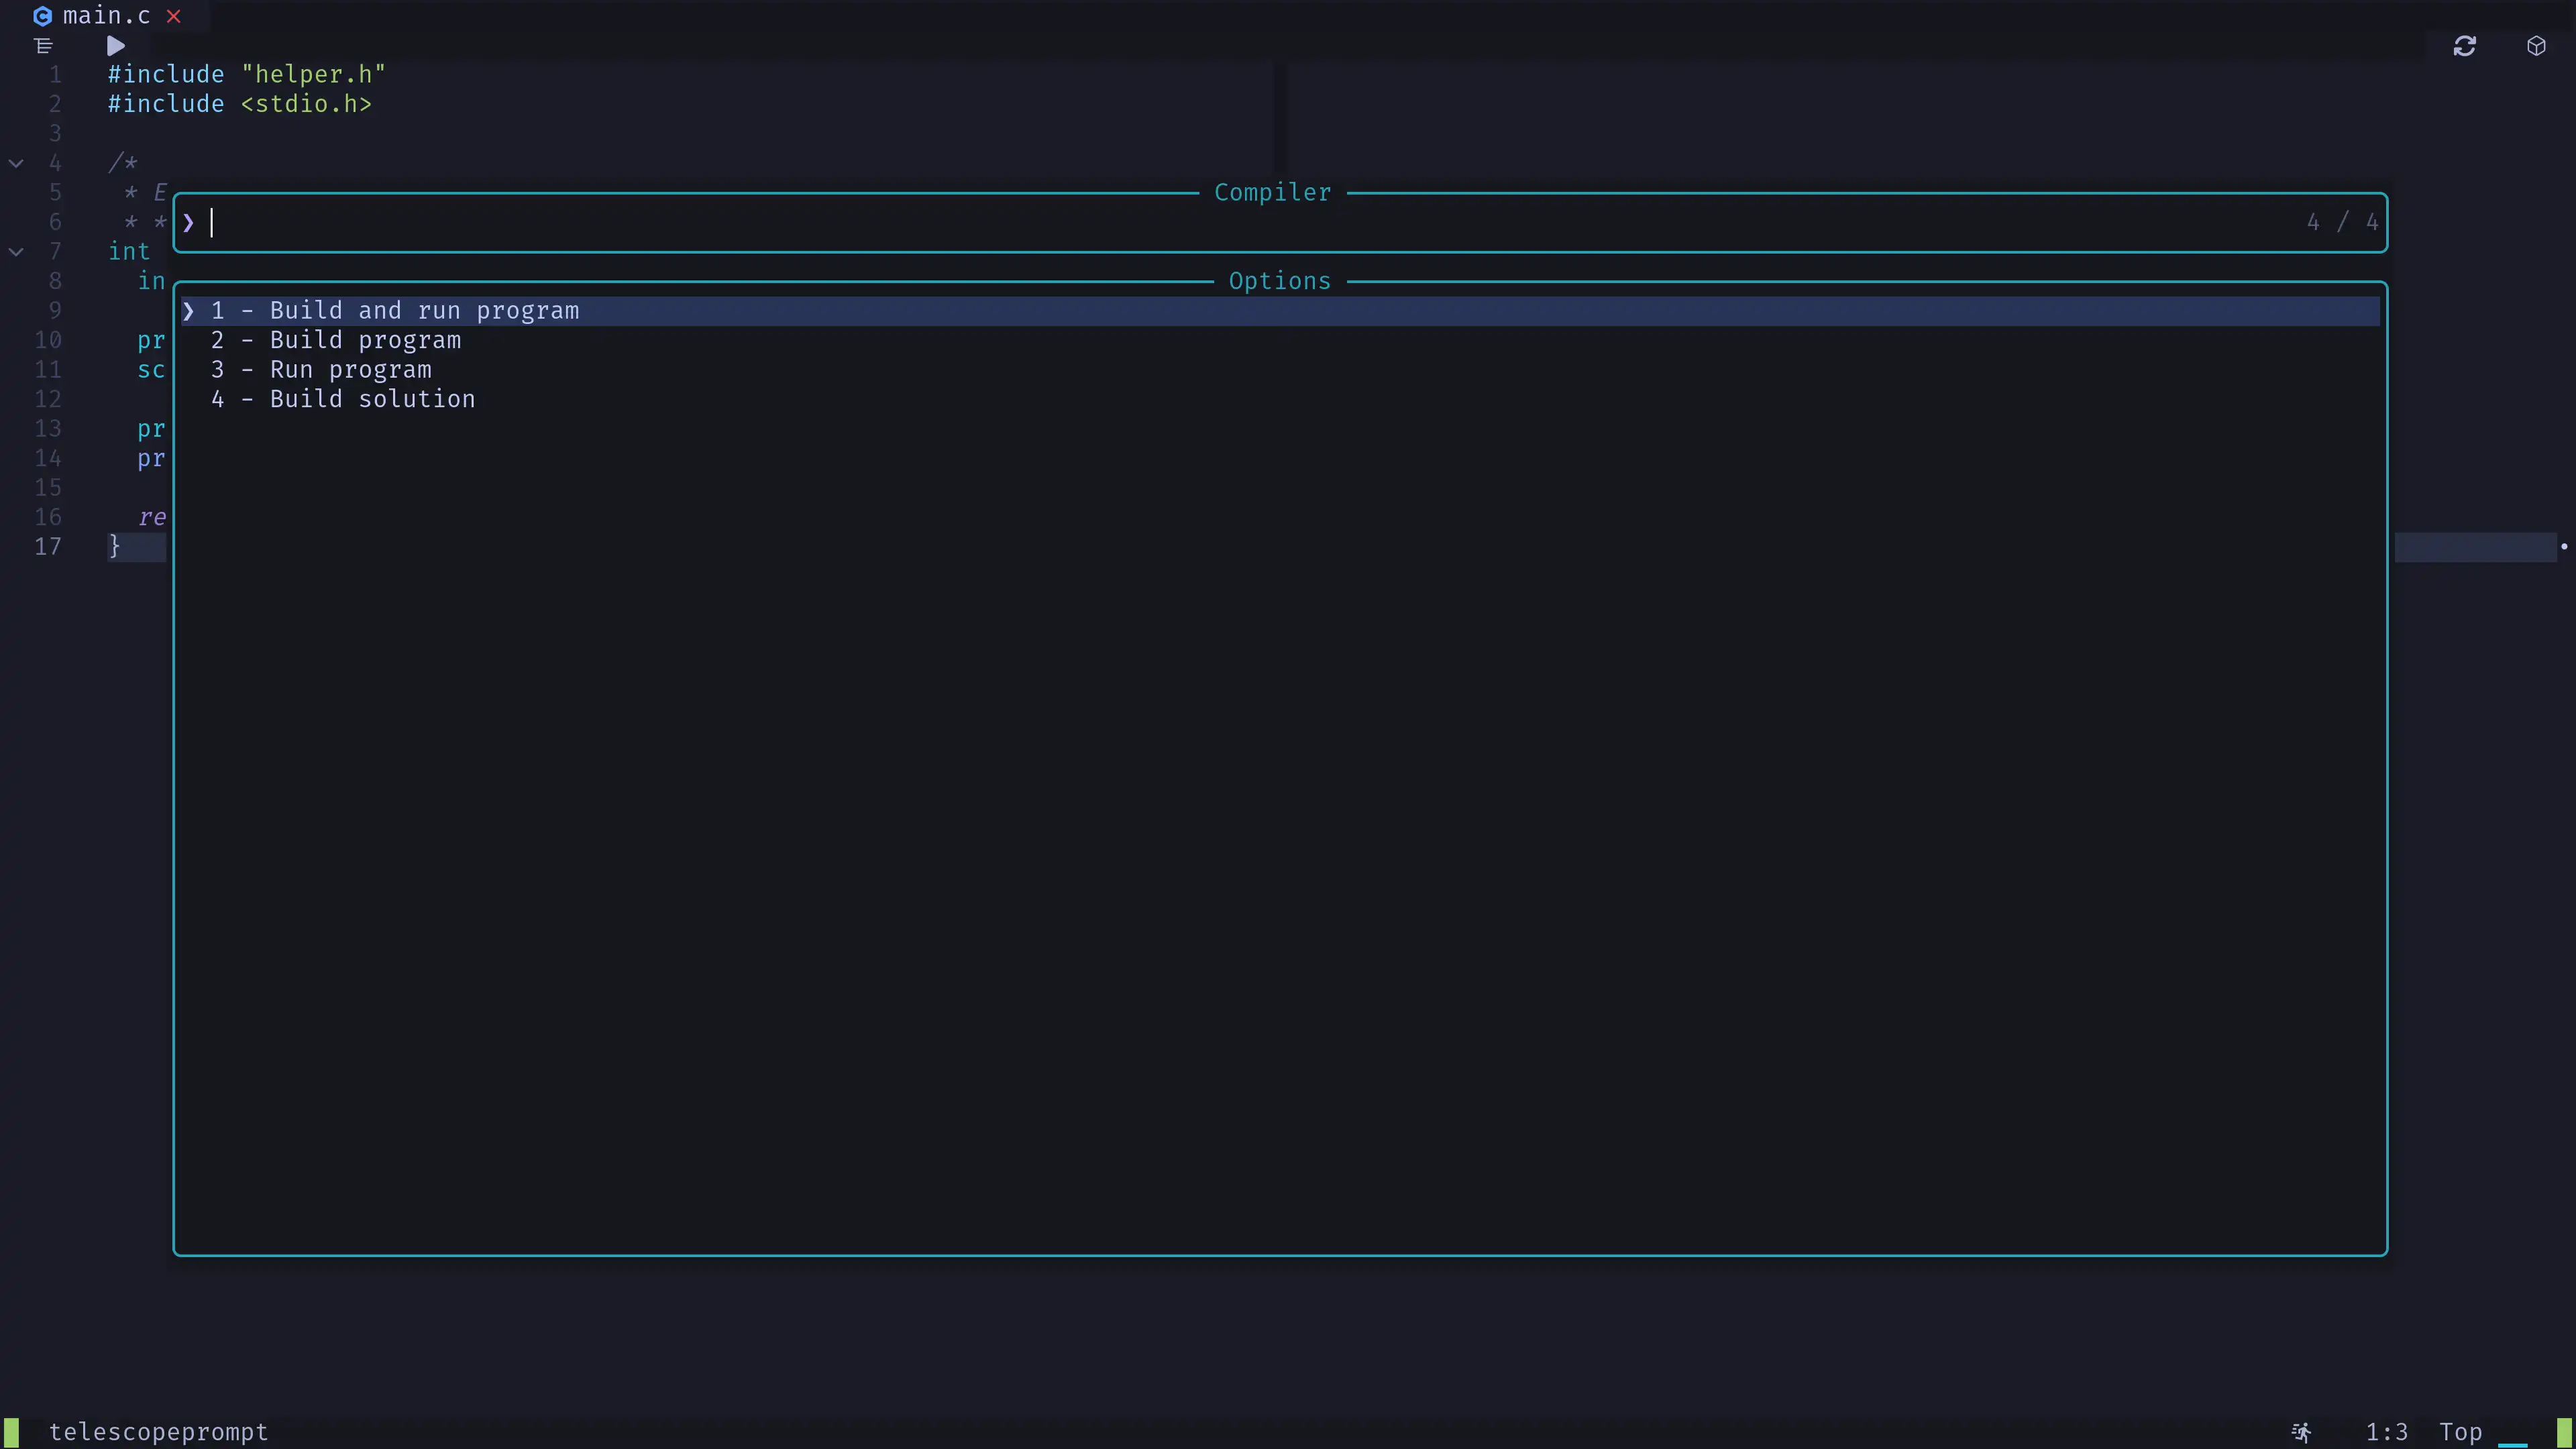 main.c
1 #include "helper.h"
2 #include <stdio.h>
3
4 /*
5 * E
6 * *
7 int
8 in
9
10 pr
11 sc
12
13 pr
14 pr
15
16 re
17 }
Compiler
4 / 4
Options
1 - Build and run program
2 - Build program
3 - Run program
4 - Build solution
telescopeprompt
1:3 Top